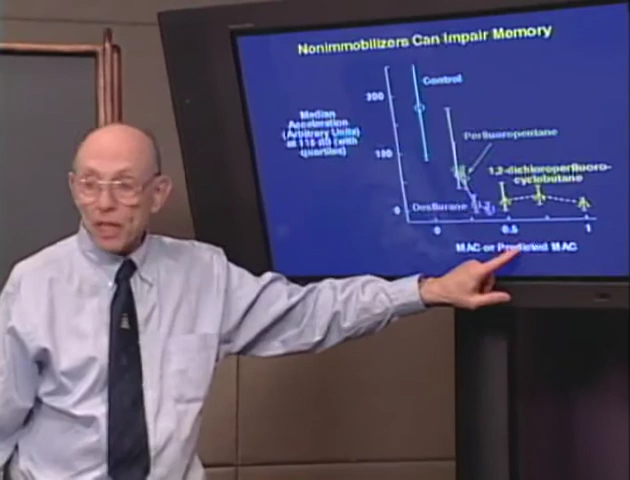 Nonimmobilizers Can Impair Memory
Control
200
Median
Acceleration
(Arbitrary Units)
at 115 dB (with
quartiles)
100
Perfluoropentane
1,2-dichloroperfluoro-
cyclobutane
Desflurane
0
0
0.5
1
MAC or Predicted MAC